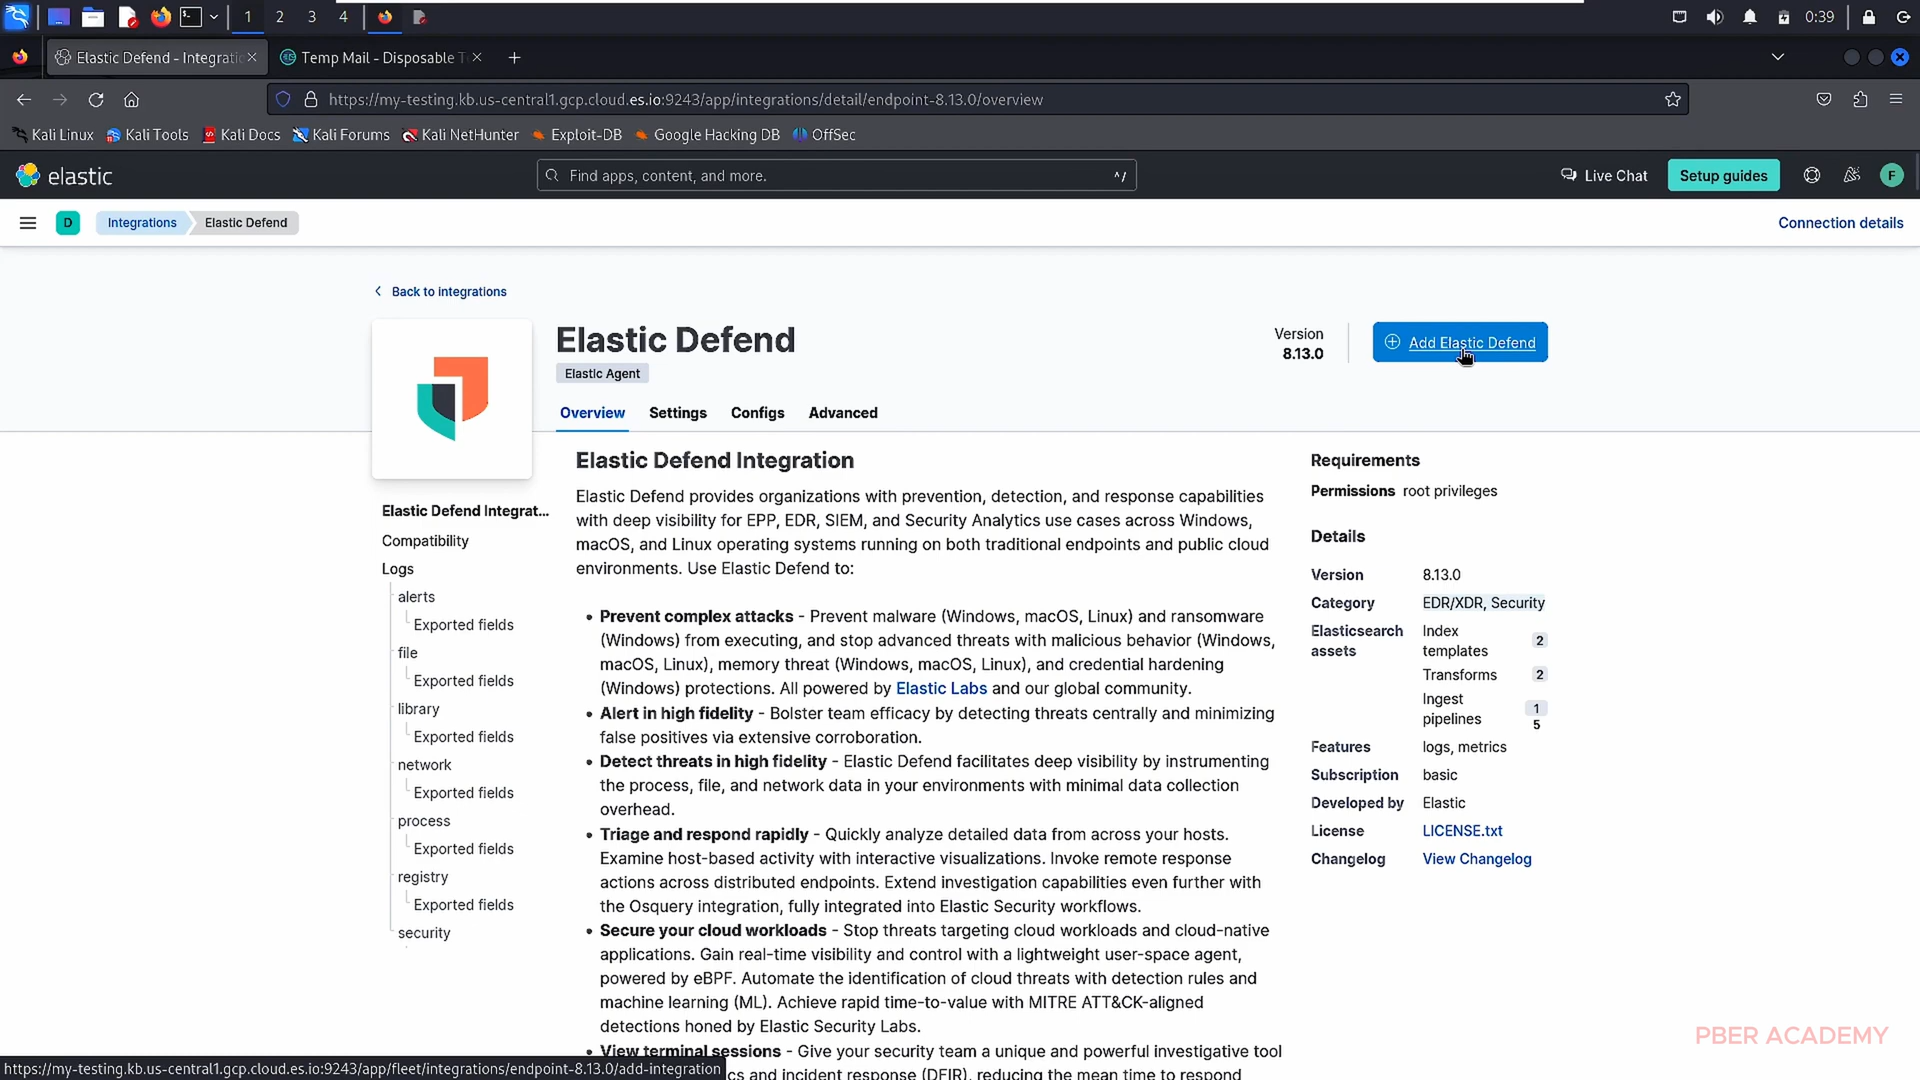 1
2
3
4
0:39
Elastic Defend - Integratio
Temp Mail - Disposable T
https://my-testing.kb.us-central1.gcp.cloud.es.io:9243/app/integrations/detail/endpoint-8.13.0/overview
Kali Linux
Kali Tools
Kali Docs
Kali Forums
Kali NetHunter
Exploit-DB
Google Hacking DB
OffSec
elastic
Find apps, content, and more.
^/
Live Chat
Setup guides
F
D
Integrations
Elastic Defend
Connection details
Back to integrations
Elastic Defend
Elastic Agent
Version
8.13.0
Add Elastic Defend
Overview
Settings
Configs
Advanced
Elastic Defend Integrat...
Compatibility
Logs
alerts
Exported fields
file
Exported fields
library
Exported fields
network
Exported fields
process
Exported fields
registry
Exported fields
security
Elastic Defend Integration
Elastic Defend provides organizations with prevention, detection, and response capabilities
with deep visibility for EPP, EDR, SIEM, and Security Analytics use cases across Windows,
macOS, and Linux operating systems running on both traditional endpoints and public cloud
environments. Use Elastic Defend to:
• Prevent complex attacks - Prevent malware (Windows, macOS, Linux) and ransomware
(Windows) from executing, and stop advanced threats with malicious behavior (Windows,
macOS, Linux), memory threat (Windows, macOS, Linux), and credential hardening
(Windows) protections. All powered by Elastic Labs and our global community.
• Alert in high fidelity - Bolster team efficacy by detecting threats centrally and minimizing
false positives via extensive corroboration.
• Detect threats in high fidelity - Elastic Defend facilitates deep visibility by instrumenting
the process, file, and network data in your environments with minimal data collection
overhead.
• Triage and respond rapidly - Quickly analyze detailed data from across your hosts.
Examine host-based activity with interactive visualizations. Invoke remote response
actions across distributed endpoints. Extend investigation capabilities even further with
the Osquery integration, fully integrated into Elastic Security workflows.
• Secure your cloud workloads - Stop threats targeting cloud workloads and cloud-native
applications. Gain real-time visibility and control with a lightweight user-space agent,
powered by eBPF. Automate the identification of cloud threats with detection rules and
machine learning (ML). Achieve rapid time-to-value with MITRE ATT&CK-aligned
detections honed by Elastic Security Labs.
• View terminal sessions - Give your security team a unique and powerful investigative tool
cs and incident response (DFIR), reducing the mean time to respond
Requirements
Permissions root privileges
Details
Version 8.13.0
Category EDR/XDR, Security
Elasticsearch assets
Index templates 2
Transforms 2
Ingest pipelines 15
Features logs, metrics
Subscription basic
Developed by Elastic
License LICENSE.txt
Changelog View Changelog
PBER ACADEMY
https://my-testing.kb.us-central1.gcp.cloud.es.io:9243/app/fleet/integrations/endpoint-8.13.0/add-integration